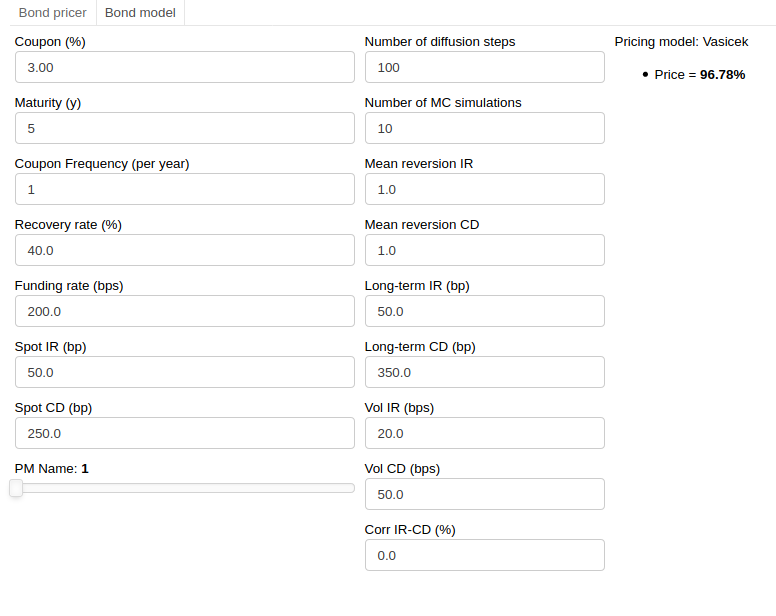 Bond pricer
Bond model
Coupon (%)
3.00
Maturity (y)
5
Coupon Frequency (per year)
1
Recovery rate (%)
40.0
Funding rate (bps)
200.0
Spot IR (bp)
50.0
Spot CD (bp)
250.0
PM Name: 1
Number of diffusion steps
100
Number of MC simulations
10
Mean reversion IR
1.0
Mean reversion CD
1.0
Long-term IR (bp)
50.0
Long-term CD (bp)
350.0
Vol IR (bps)
20.0
Vol CD (bps)
50.0
Corr IR-CD (%)
0.0
Pricing model: Vasicek
• Price = 96.78%